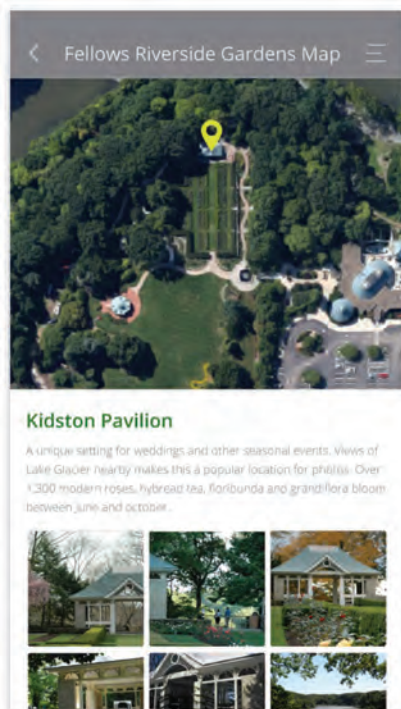 Fellows Riverside Gardens Map
Kidston Pavilion
A unique setting for weddings and other seasonal events. Views of
Lake Glacier nearby makes this a popular location for photos. Over
1,300 modern roses, hybread tea, floribunda and grandiflora bloom
between june and october.